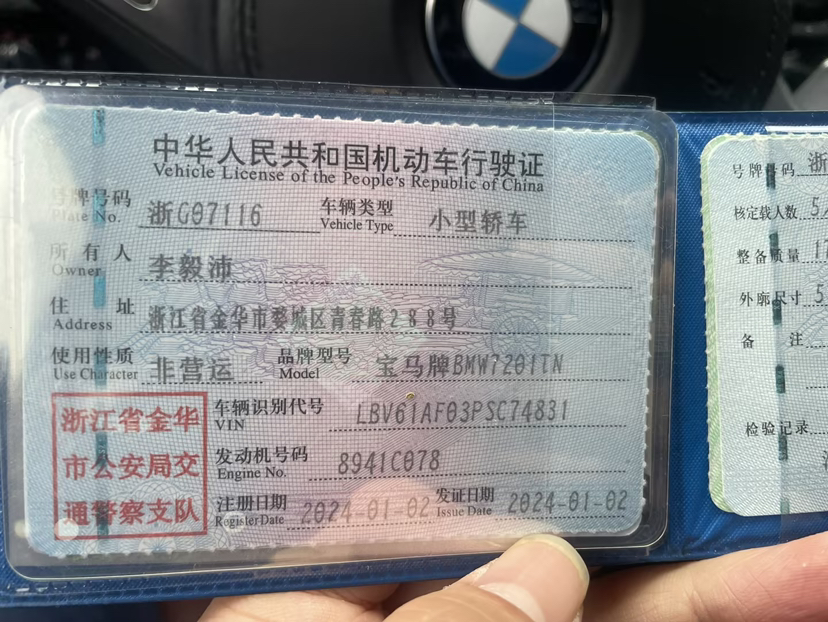 中华人民共和国机动车行驶证
Vehicle License of the People's Republic of China
号牌号码 浙G07116 车辆类型 小型轿车
Plate No. Vehicle Type
所有人 李毅沛
Owner
住址 浙江省金华市婺城区青春路288号
Address
使用性质 非营运 品牌型号 宝马牌BMW7201TN
Use Character Model
浙江省金华市公安局交通警察支队
车辆识别代号 LBV61AF03PSC74831
VIN
发动机号码 8941C078
Engine No.
注册日期 2024-01-02 发证日期 2024-01-02
Register Date Issue Date
号牌号码 浙
核定载人数 5
整备质量
外廓尺寸 5
备注
检验记录